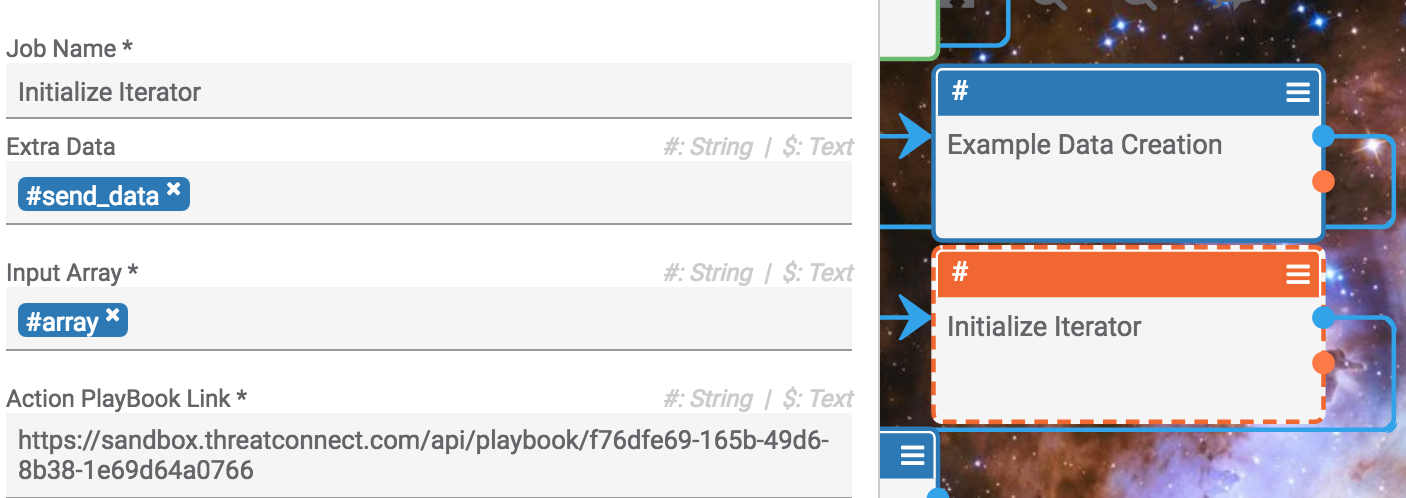 Job Name *
Initialize Iterator
Extra Data #: String | $: Text
#send_data ×
Input Array * #: String | $: Text
#array ×
Action PlayBook Link * #: String | $: Text
https://sandbox.threatconnect.com/api/playbook/f76dfe69-165b-49d6-
8b38-1e69d64a0766
#
Example Data Creation
#
Initialize Iterator